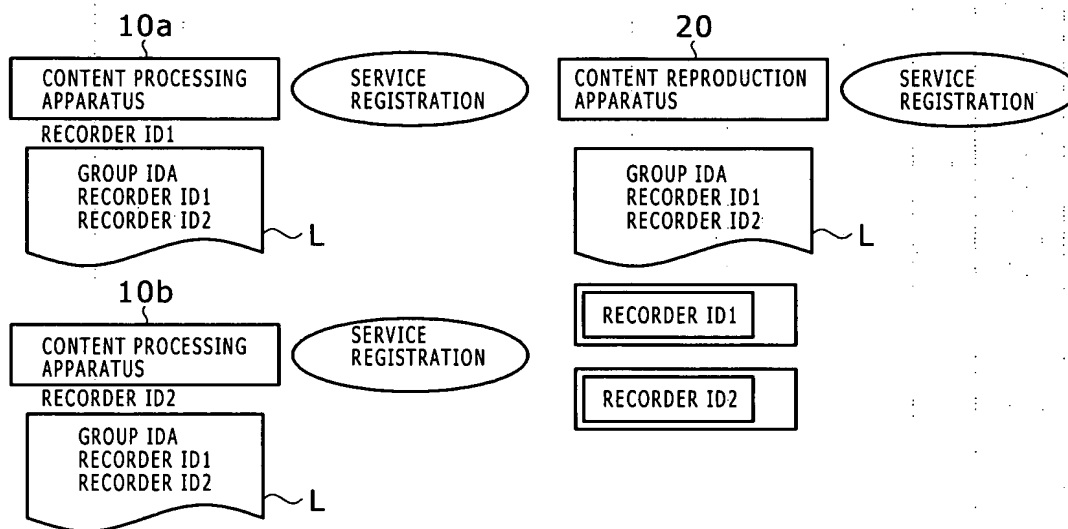 10a
CONTENT PROCESSING
APPARATUS
SERVICE
REGISTRATION
RECORDER ID1
GROUP IDA
RECORDER ID1
RECORDER ID2
L
10b
CONTENT PROCESSING
APPARATUS
SERVICE
REGISTRATION
RECORDER ID2
GROUP IDA
RECORDER ID1
RECORDER ID2
L
20
CONTENT REPRODUCTION
APPARATUS
SERVICE
REGISTRATION
GROUP IDA
RECORDER ID1
RECORDER ID2
L
RECORDER ID1
RECORDER ID2